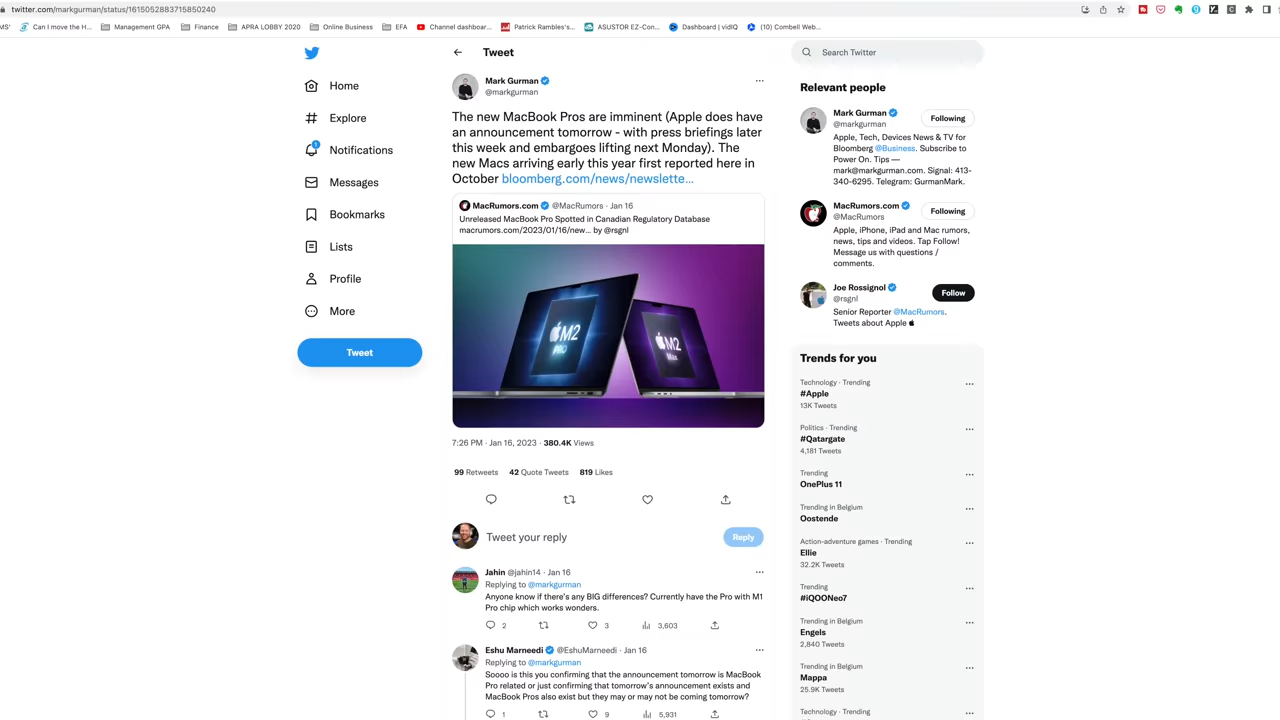 twitter.com/markgurman/status/1615052883715850240
MS'
Can I move the H...
Management GPA
Finance
APRA LOBBY 2020
Online Business
EFA
Channel dashboar...
Patrick Rambles's...
ASUSTOR EZ-Con...
Dashboard | vidIQ
(10) Combell Web...
Home
Explore
1
Notifications
Messages
Bookmarks
Lists
Profile
More
Tweet
Tweet
Mark Gurman
@markgurman
The new MacBook Pros are imminent (Apple does have
an announcement tomorrow - with press briefings later
this week and embargoes lifting next Monday). The
new Macs arriving early this year first reported here in
October bloomberg.com/news/newslette...
MacRumors.com @MacRumors · Jan 16
Unreleased MacBook Pro Spotted in Canadian Regulatory Database
macrumors.com/2023/01/16/new... by @rsgnl
M2
PRO
M2
Max
7:26 PM · Jan 16, 2023 · 380.4K Views
99 Retweets 42 Quote Tweets 819 Likes
Tweet your reply
Reply
Jahin @jahin14 · Jan 16
Replying to @markgurman
Anyone know if there's any BIG differences? Currently have the Pro with M1
Pro chip which works wonders.
2
3
3,603
Eshu Marneedi @EshuMarneedi · Jan 16
Replying to @markgurman
Soooo is this you confirming that the announcement tomorrow is MacBook
Pro related or just confirming that tomorrow's announcement exists and
MacBook Pros also exist but they may or may not be coming tomorrow?
1
9
5,931
Search Twitter
Relevant people
Mark Gurman
@markgurman
Following
Apple, Tech, Devices News & TV for
Bloomberg @Business. Subscribe to
Power On. Tips —
mark@markgurman.com. Signal: 413-
340-6295. Telegram: GurmanMark.
MacRumors.com
@MacRumors
Following
Apple, iPhone, iPad and Mac rumors,
news, tips and videos. Tap Follow!
Message us with questions /
comments.
Joe Rossignol
@rsgnl
Follow
Senior Reporter @MacRumors.
Tweets about Apple
Trends for you
Technology · Trending
#Apple
13K Tweets
Politics · Trending
#Qatargate
4,181 Tweets
Trending
OnePlus 11
Trending in Belgium
Oostende
Action-adventure games · Trending
Ellie
32.2K Tweets
Trending
#iQOONeo7
Trending in Belgium
Engels
2,840 Tweets
Trending in Belgium
Mappa
25.9K Tweets
Technology · Trending